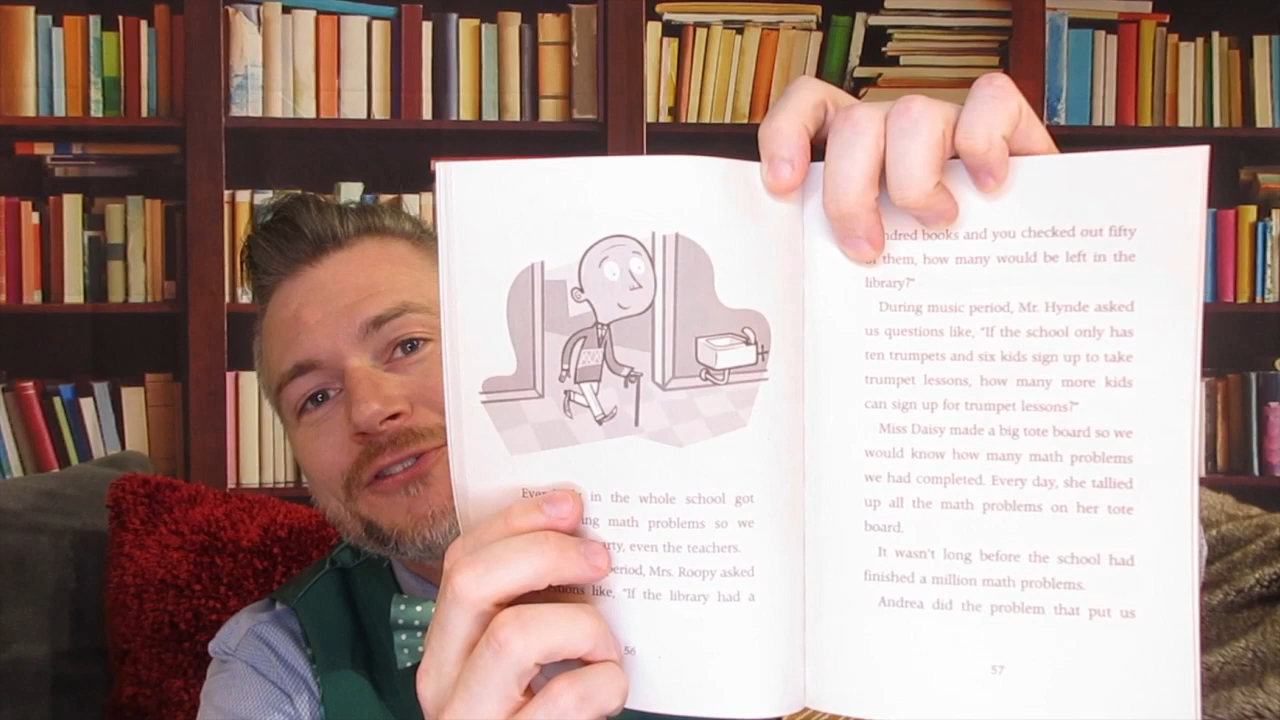 in the whole school got
math problems so we
even the teachers.
Mrs. Roopy asked
like, "If the library had a
56
books and you checked out fifty
them, how many would be left in the
library?"
During music period, Mr. Hynde asked
us questions like, "If the school only has
ten trumpets and six kids sign up to take
trumpet lessons, how many more kids
can sign up for trumpet lessons?"
Miss Daisy made a big tote board so we
would know how many math problems
we had completed. Every day, she tallied
up all the math problems on her tote
board.
It wasn't long before the school had
finished a million math problems.
Andrea did the problem that put us
57